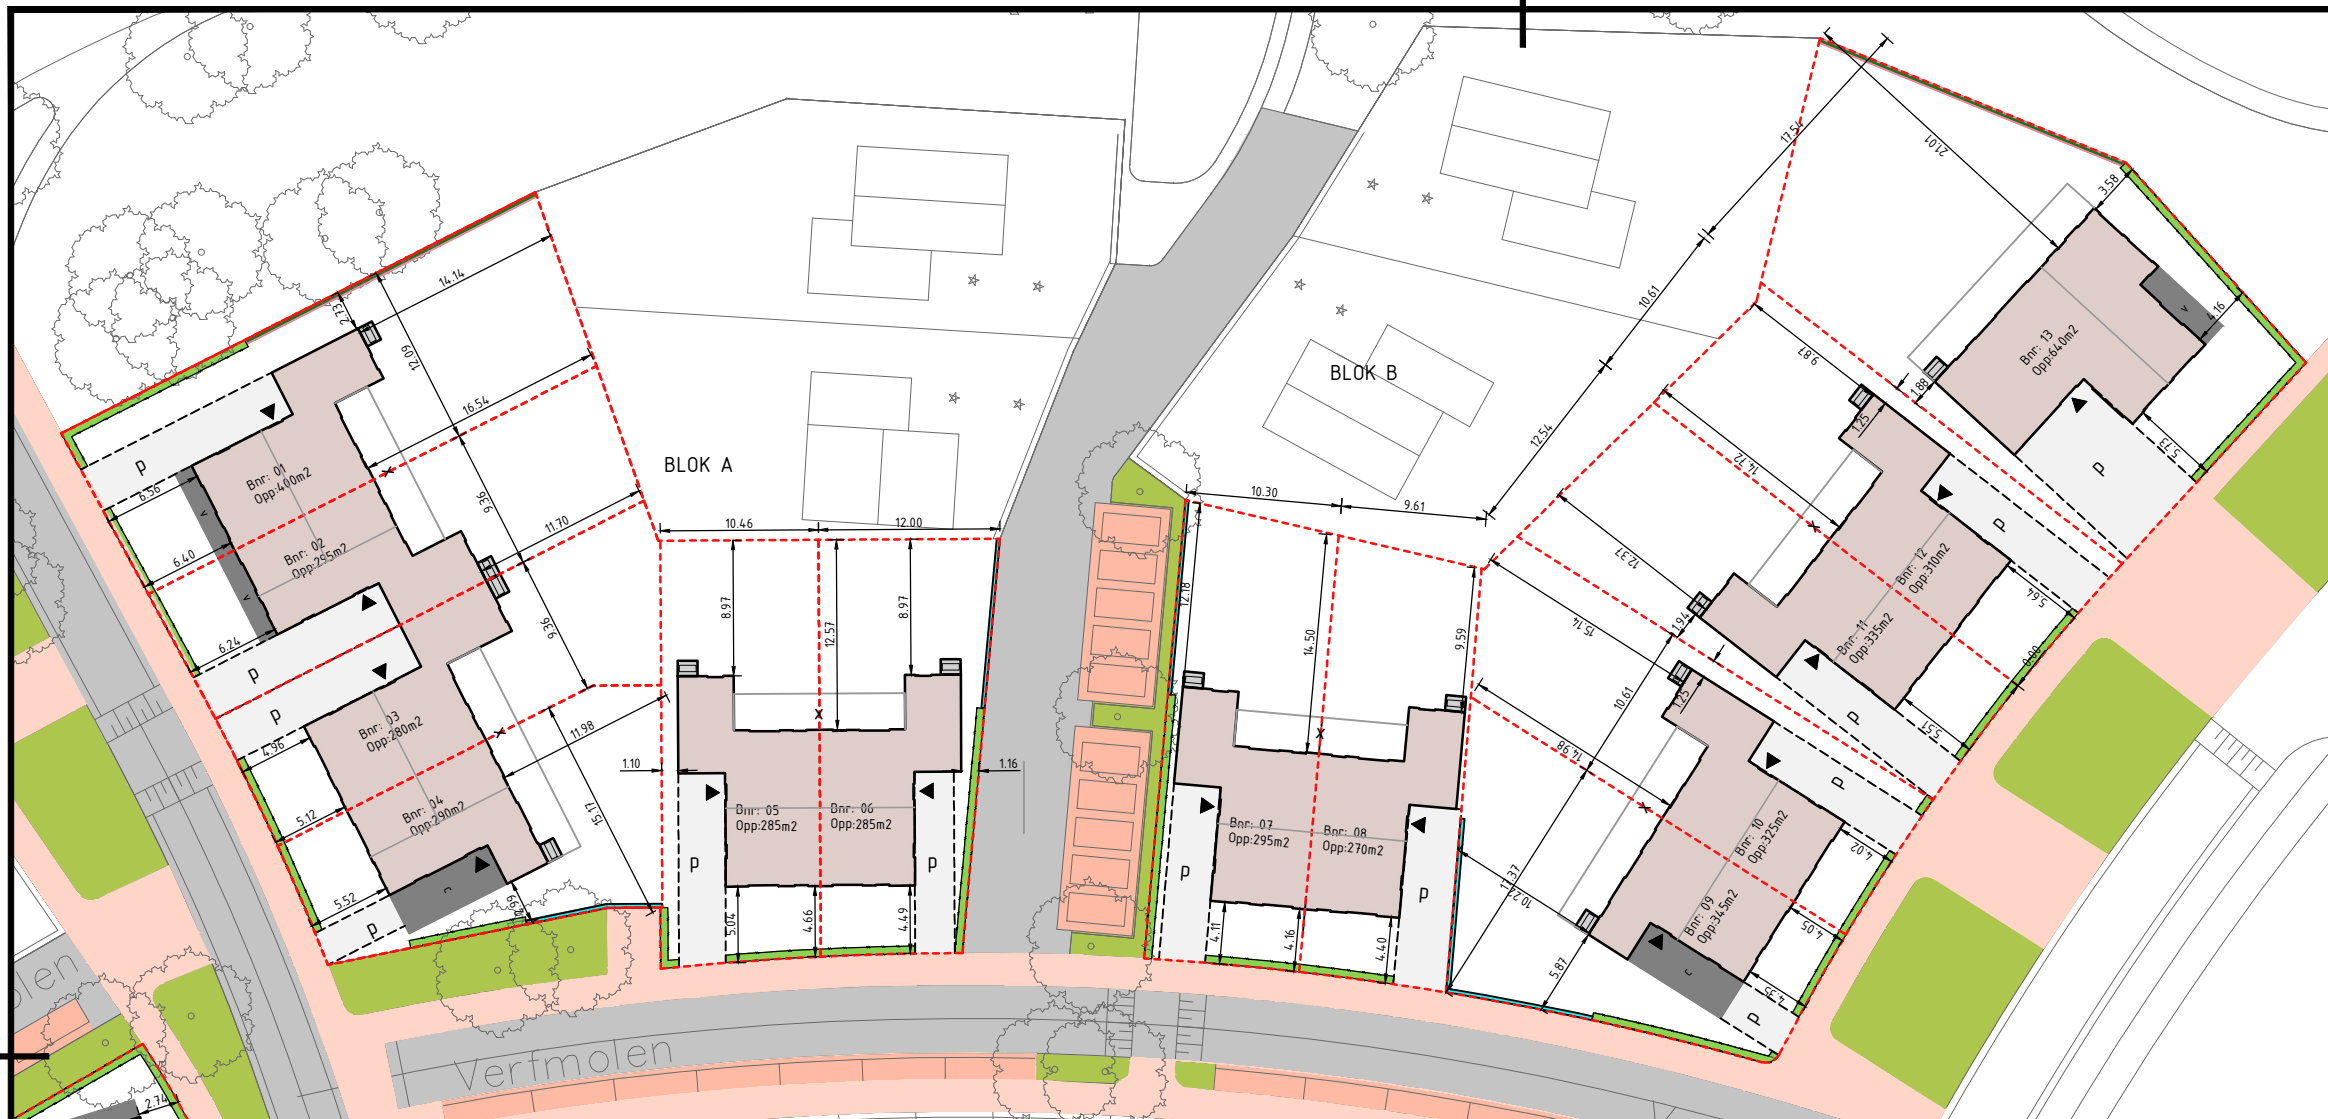 BLOK A
BLOK B
Bnr: 01
Opp:400m2
Bnr: 02
Opp:295m2
Bnr: 03
Opp:280m2
Bnr: 04
Opp:290m2
Bnr: 05
Opp:285m2
Bnr: 06
Opp:285m2
Bnr: 07
Opp:295m2
Bnr: 08
Opp:270m2
Bnr: 09
Opp:345m2
Bnr: 10
Opp:325m2
Bnr: 11
Opp:335m2
Bnr: 12
Opp:310m2
Bnr: 13
Opp:640m2
14.14
2.73
12.09
16.54
9.36
11.70
9.36
11.98
15.17
6.56
6.40
6.24
4.96
5.12
5.52
10.46
12.00
8.97
12.57
8.97
1.10
1.16
5.04
4.66
4.49
10.30
9.61
12.18
14.50
9.59
4.11
4.16
4.40
17.54
21.01
3.58
4.16
10.61
9.87
1.88
1.25
5.73
12.54
14.72
12.37
1.94
15.14
5.64
0.00
5.51
10.61
1.25
14.98
4.02
4.05
4.35
5.87
2.74
P
P
P
P
P
P
P
P
P
P
P
P
P
v
v
v
c
c
x
x
x
x
x
x
Verfmolen
olen